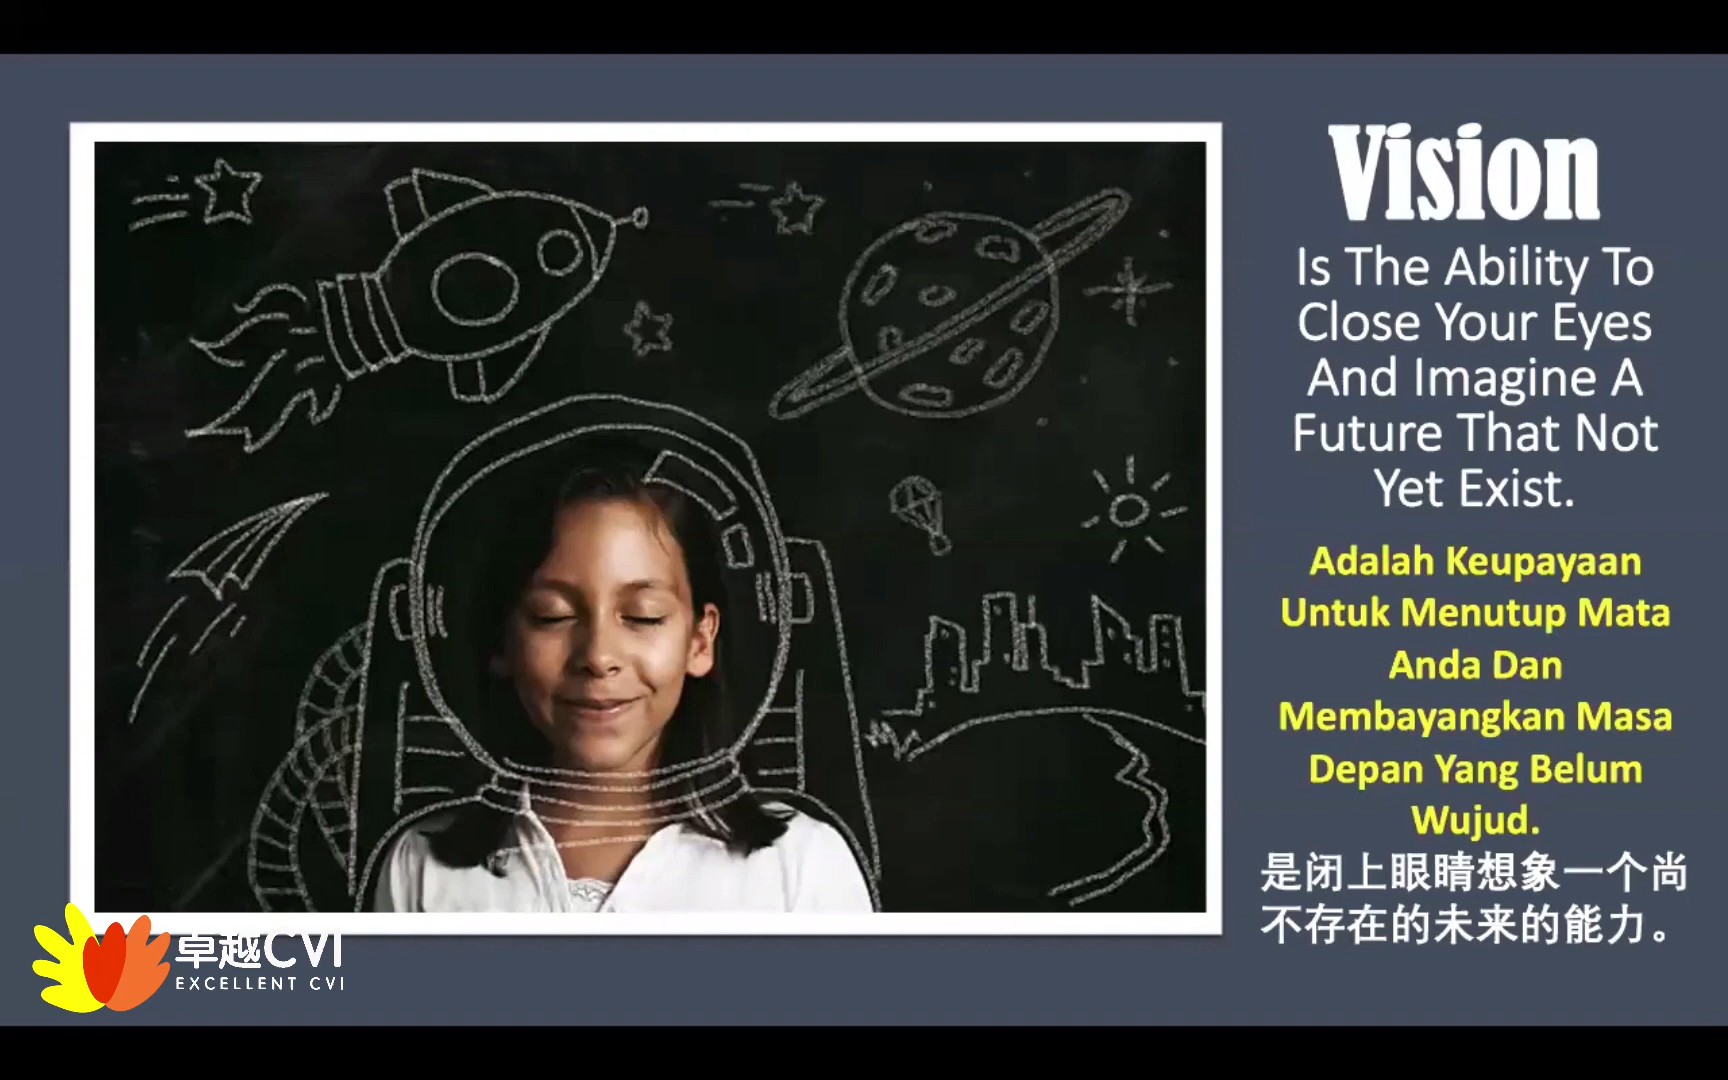 Vision
Is The Ability To
Close Your Eyes
And Imagine A
Future That Not
Yet Exist.
Adalah Keupayaan
Untuk Menutup Mata
Anda Dan
Membayangkan Masa
Depan Yang Belum
Wujud.
是闭上眼睛想象一个尚
不存在的未来的能力。
卓越CVI
EXCELLENT CVI